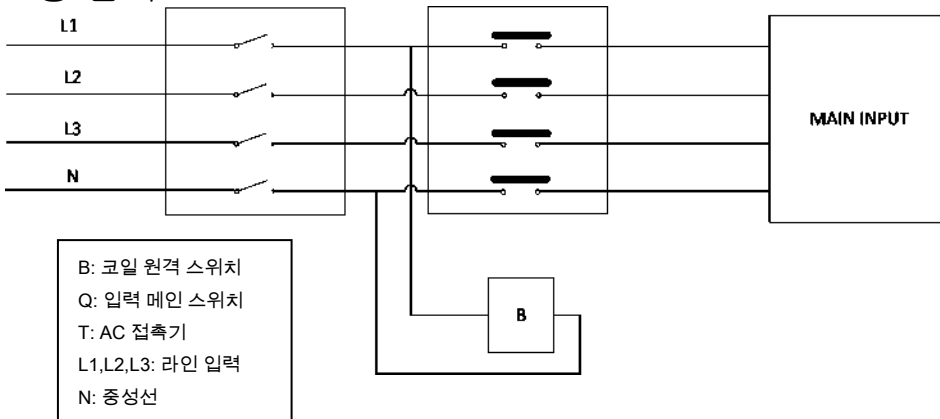 L1
L2
L3
N
MAIN INPUT
B
B: 코일 원격 스위치
Q: 입력 메인 스위치
T: AC 접촉기
L1,L2,L3: 라인 입력
N: 중성선